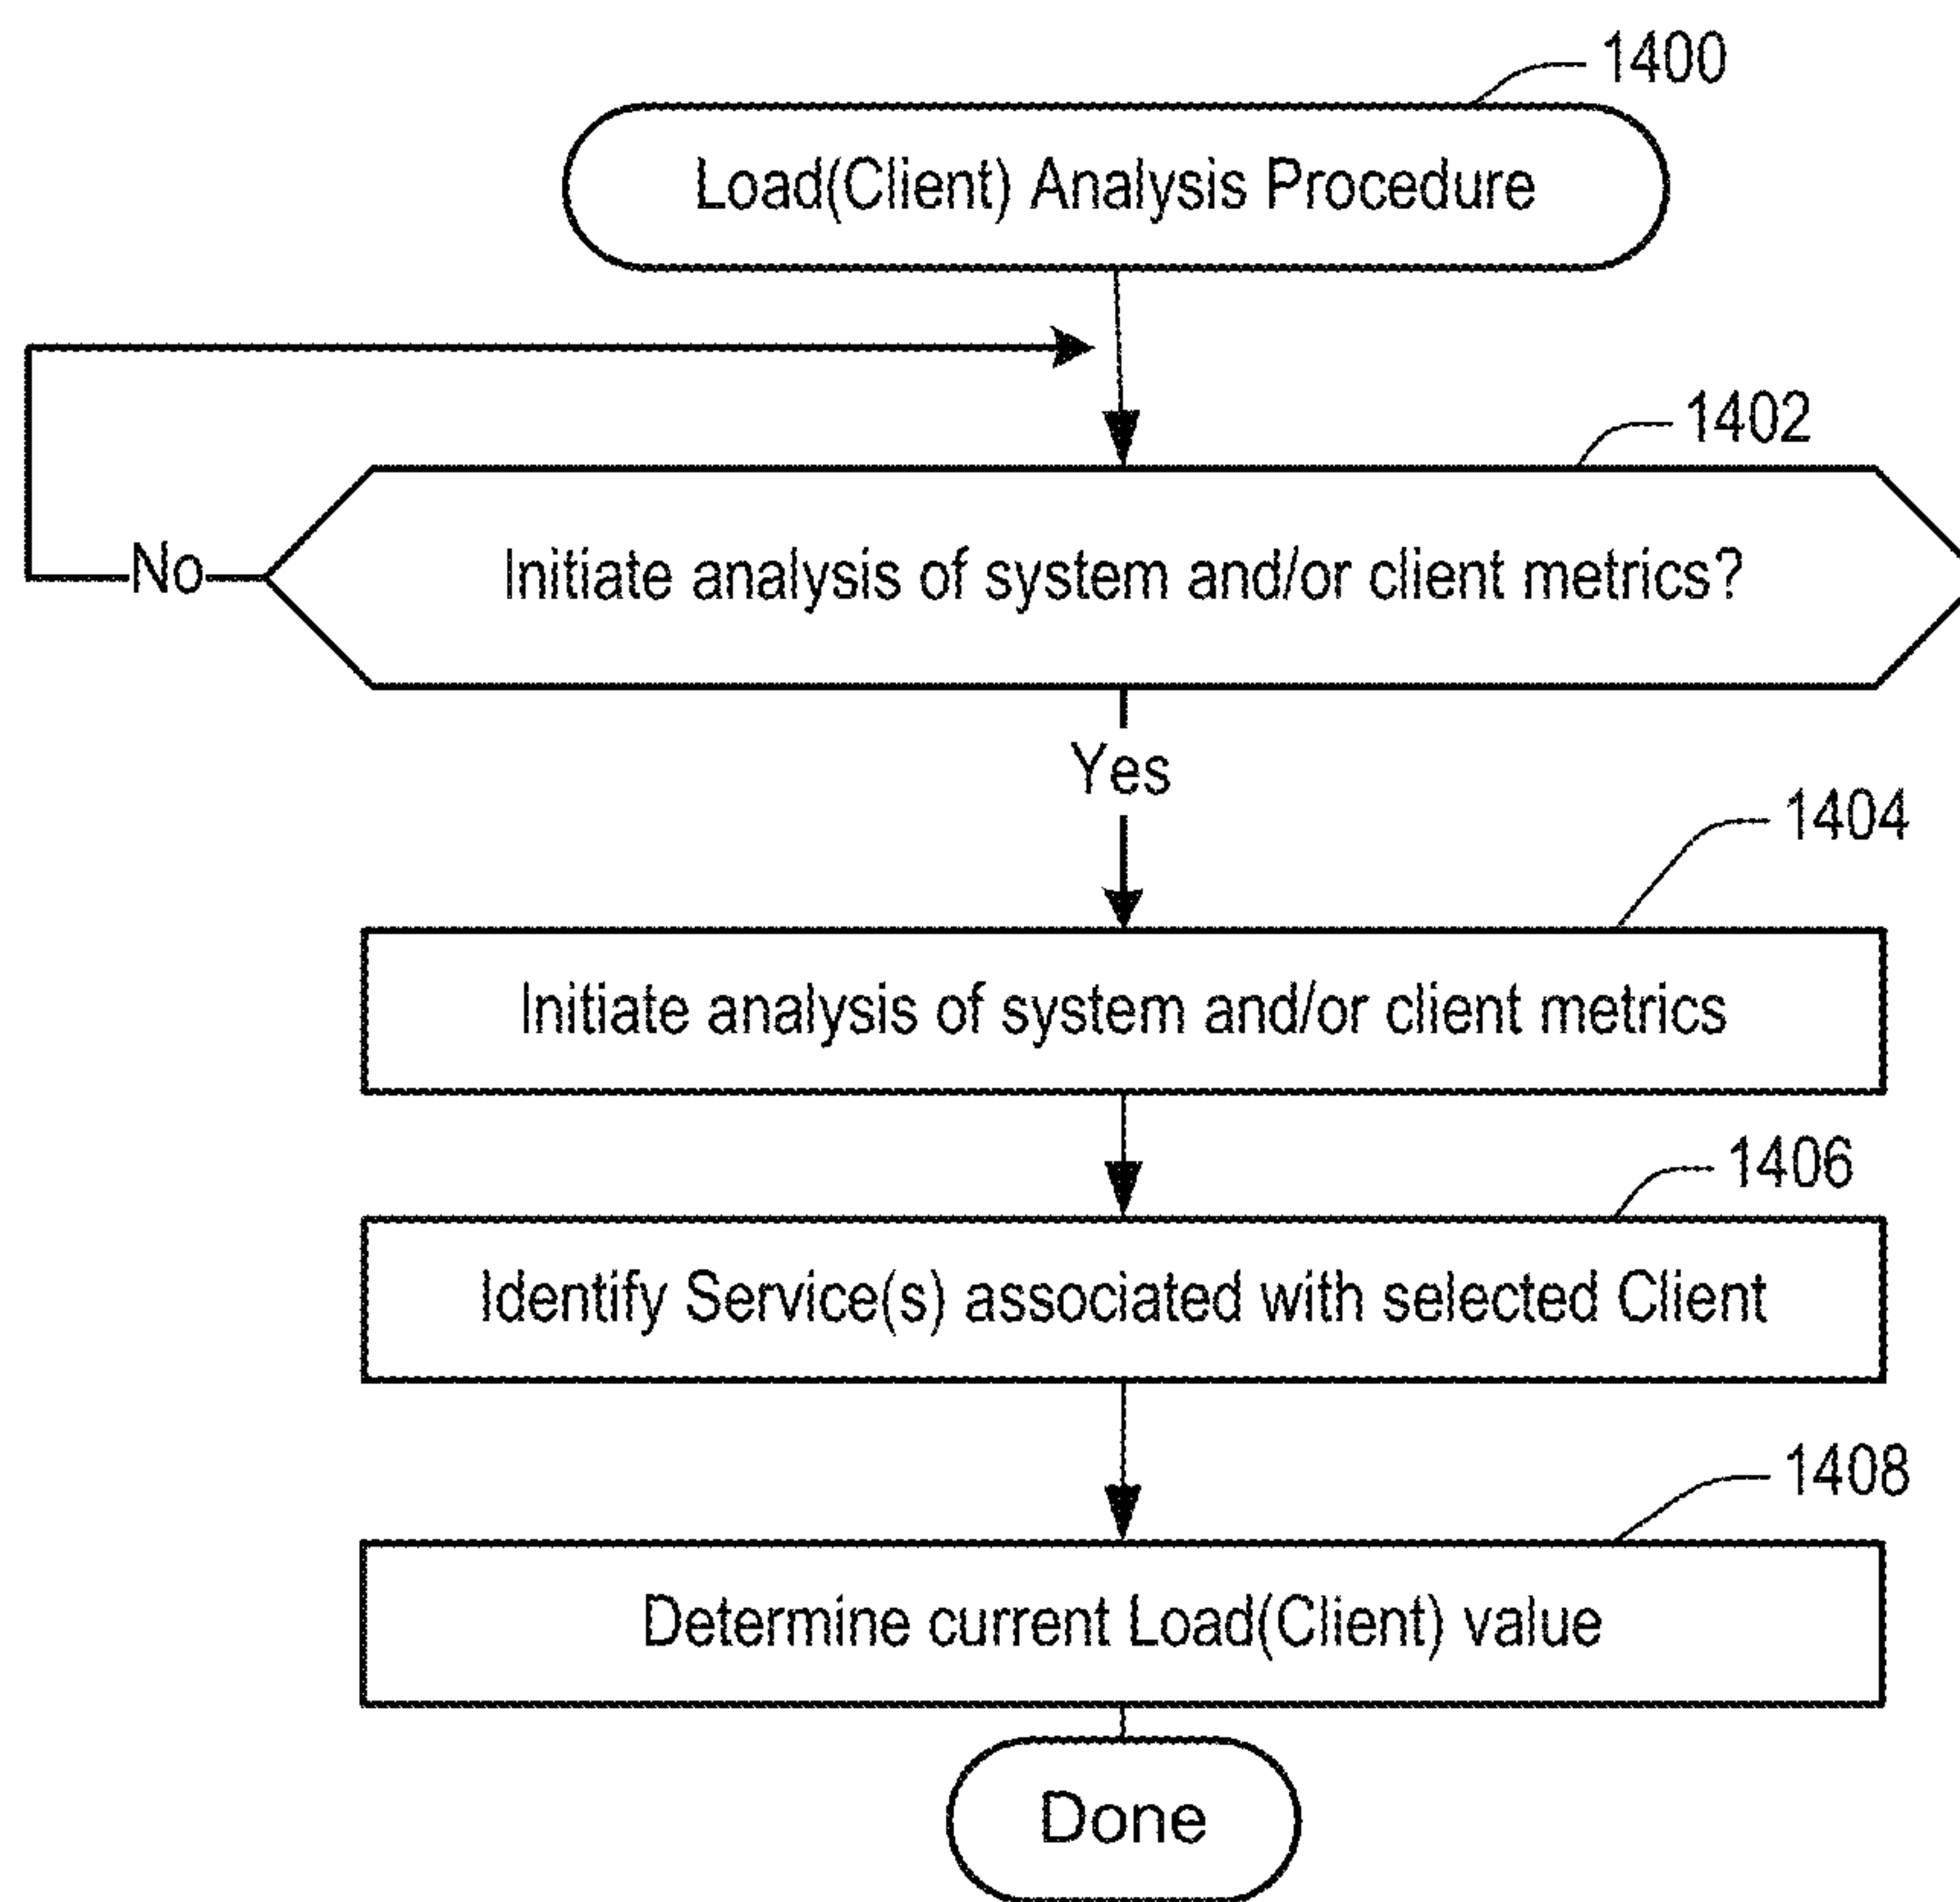 1400
Load(Client) Analysis Procedure
1402
Initiate analysis of system and/or client metrics?
No
Yes
1404
Initiate analysis of system and/or client metrics
1406
Identify Service(s) associated with selected Client
1408
Determine current Load(Client) value
Done